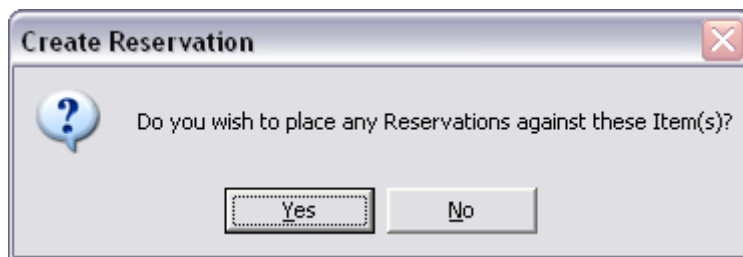 Create Reservation
Do you wish to place any Reservations against these Item(s)?
Yes
No